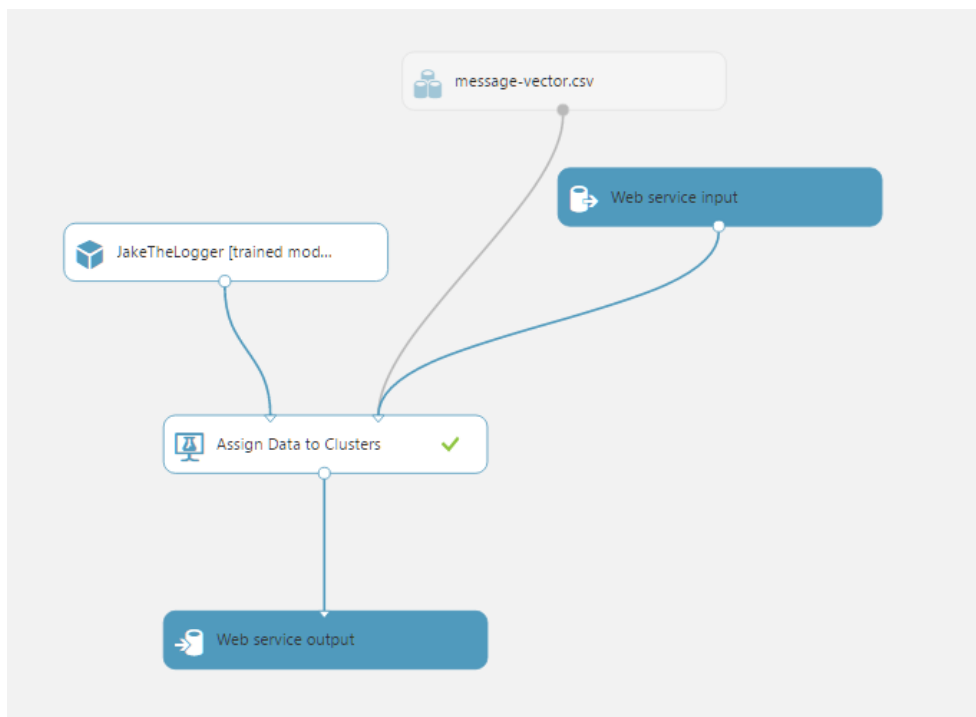 message-vector.csv
Web service input
JakeTheLogger [trained mod...
Assign Data to Clusters
Web service output